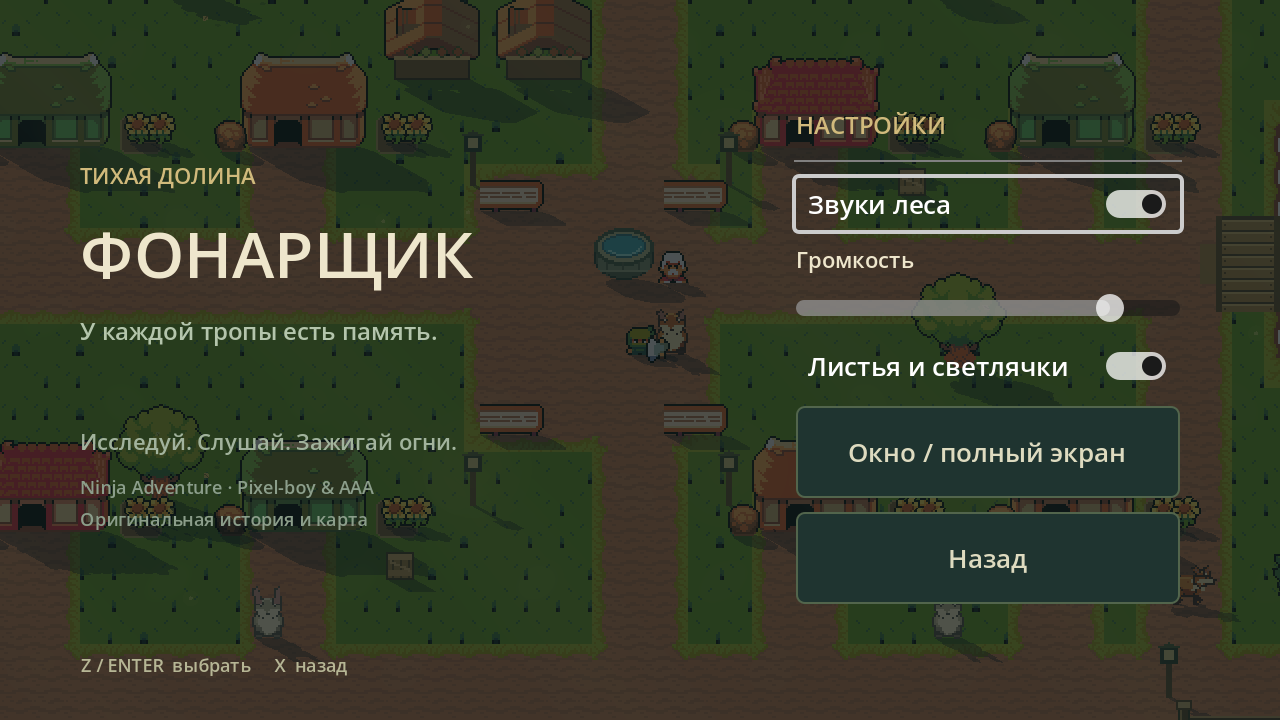 ТИХАЯ ДОЛИНА
ФОНАРЩИК
У каждой тропы есть память.
Исследуй. Слушай. Зажигай огни.
Ninja Adventure · Pixel-boy & AAA
Оригинальная история и карта
Z / ENTER выбрать X назад
НАСТРОЙКИ
Звуки леса
Громкость
Листья и светлячки
Окно / полный экран
Назад